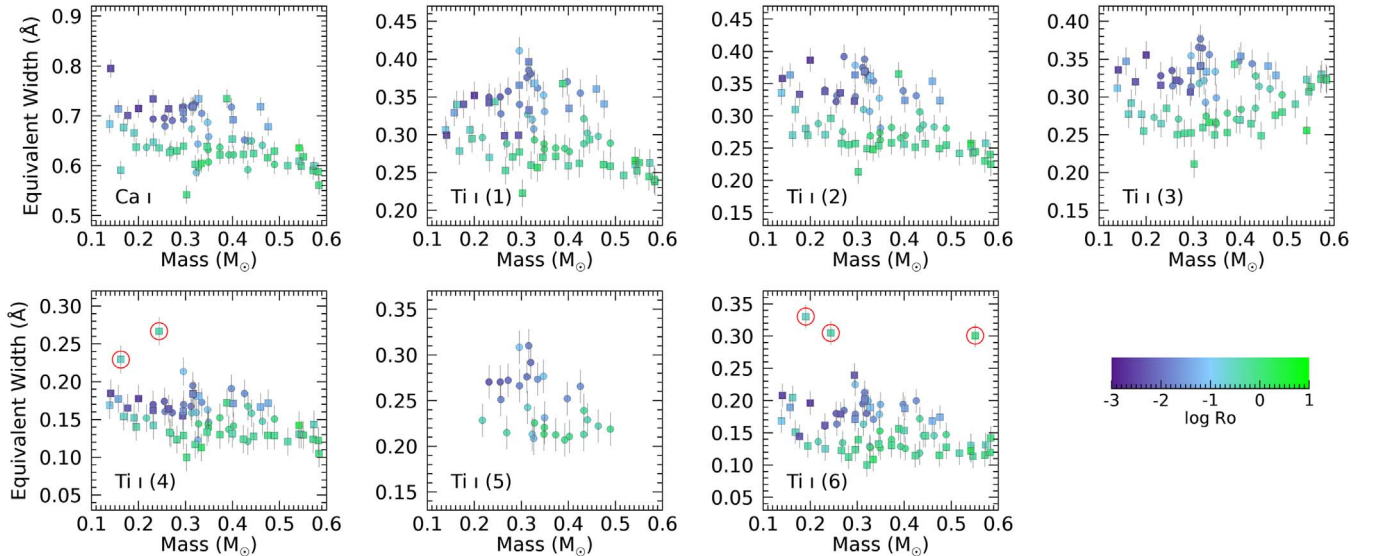 Equivalent Width (Å)
0.9
0.8
0.7
0.6
0.5
Ca ı
0.1 0.2 0.3 0.4 0.5 0.6
Mass (M☉)
0.45
0.40
0.35
0.30
0.25
0.20
Ti ı (1)
0.1 0.2 0.3 0.4 0.5 0.6
Mass (M☉)
0.45
0.40
0.35
0.30
0.25
0.20
0.15
Ti ı (2)
0.1 0.2 0.3 0.4 0.5 0.6
Mass (M☉)
0.40
0.35
0.30
0.25
0.20
0.15
Ti ı (3)
0.1 0.2 0.3 0.4 0.5 0.6
Mass (M☉)
Equivalent Width (Å)
0.30
0.25
0.20
0.15
0.10
0.05
Ti ı (4)
0.1 0.2 0.3 0.4 0.5 0.6
Mass (M☉)
0.35
0.30
0.25
0.20
0.15
Ti ı (5)
0.1 0.2 0.3 0.4 0.5 0.6
Mass (M☉)
0.35
0.30
0.25
0.20
0.15
0.10
0.05
Ti ı (6)
0.1 0.2 0.3 0.4 0.5 0.6
Mass (M☉)
-3 -2 -1 0 1
log Ro